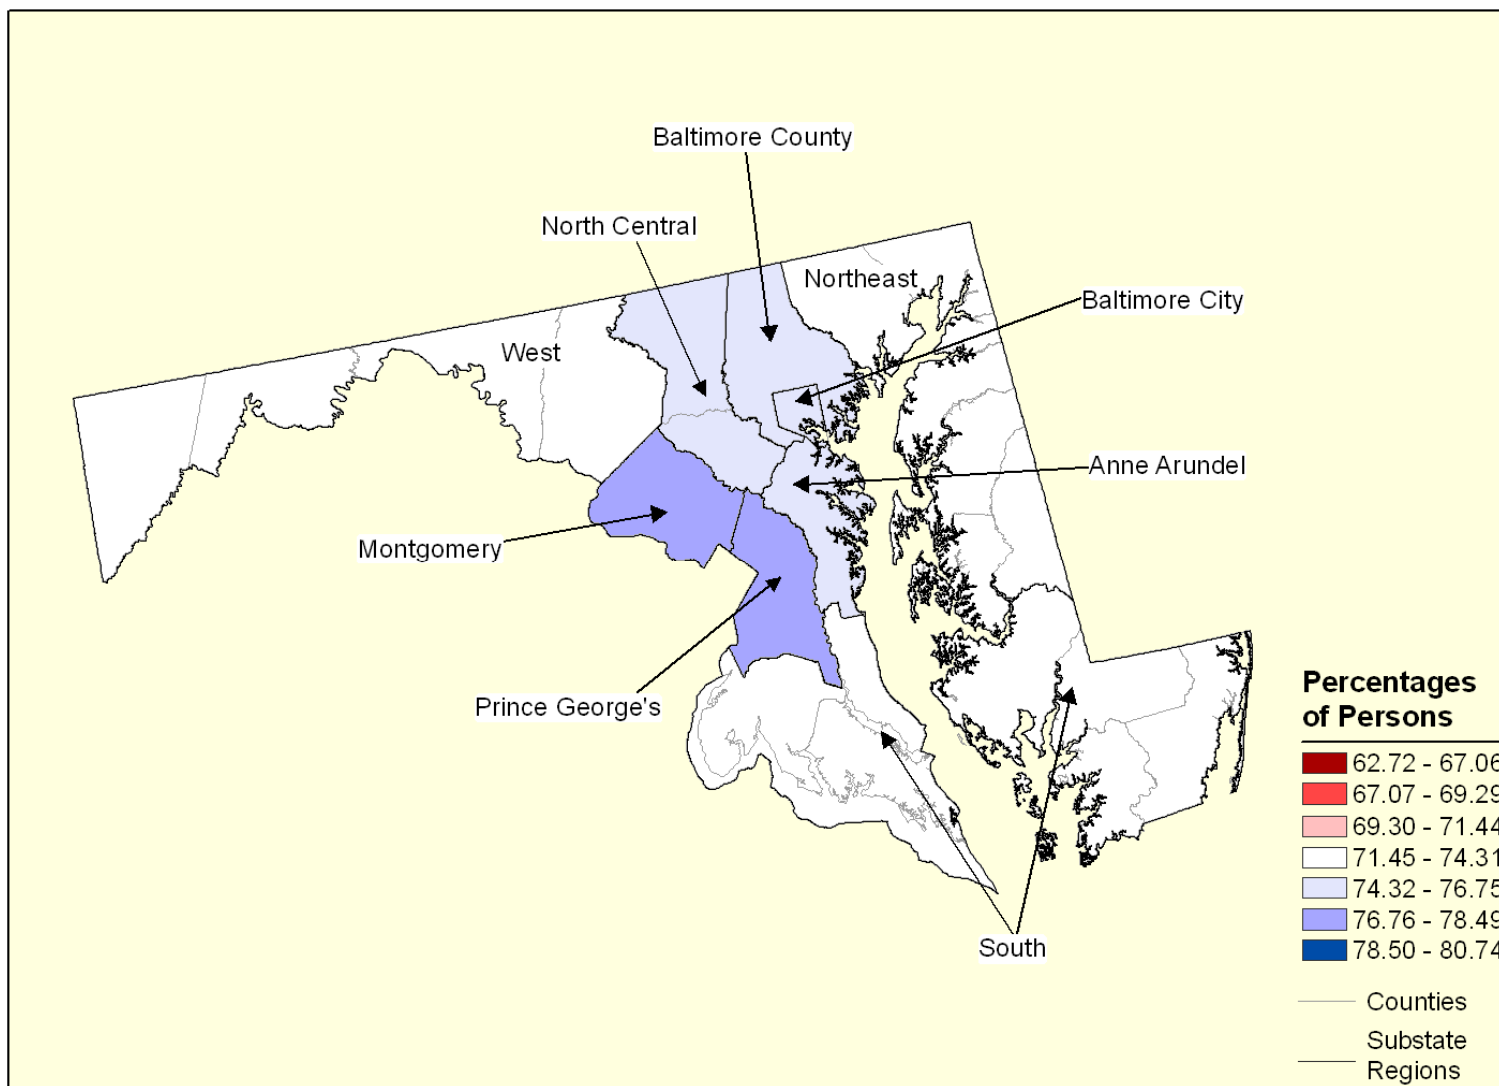 Baltimore County
North Central
Northeast
Baltimore City
West
Anne Arundel
Montgomery
Prince George's
South
Percentages
of Persons
62.72 - 67.06
67.07 - 69.29
69.30 - 71.44
71.45 - 74.31
74.32 - 76.75
76.76 - 78.49
78.50 - 80.74
Counties
Substate
Regions